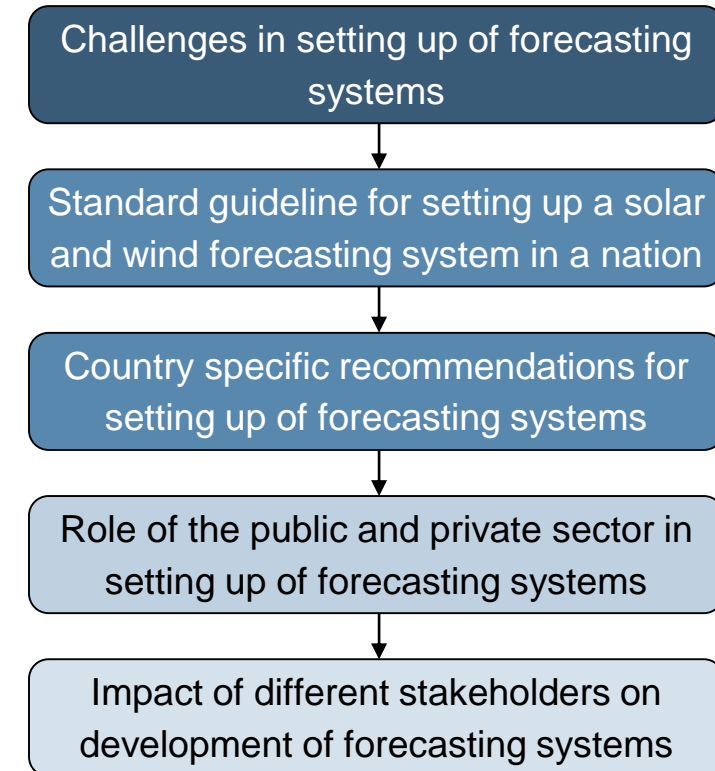 Challenges in setting up of forecasting
systems
Standard guideline for setting up a solar
and wind forecasting system in a nation
Country specific recommendations for
setting up of forecasting systems
Role of the public and private sector in
setting up of forecasting systems
Impact of different stakeholders on
development of forecasting systems